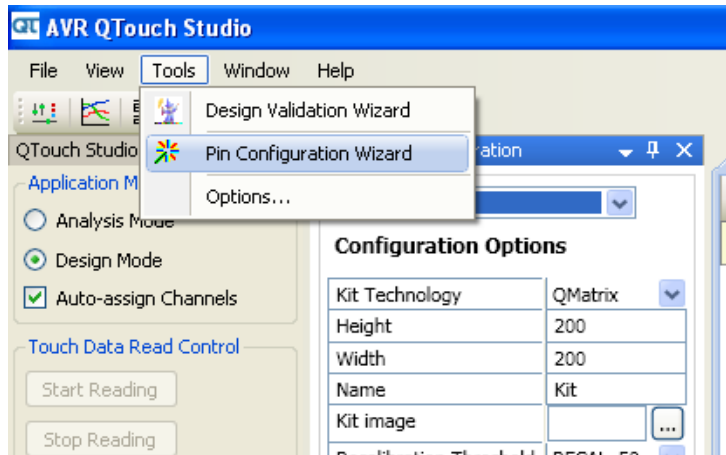 AVR QTouch Studio
File View Tools Window Help
Design Validation Wizard
QTouch Studio
Pin Configuration Wizard
Application M
Options...
Analysis Mode
Configuration Options
Design Mode
Auto-assign Channels
Kit Technology QMatrix
Height 200
Touch Data Read Control
Width 200
Start Reading
Name Kit
Kit image ...
Stop Reading